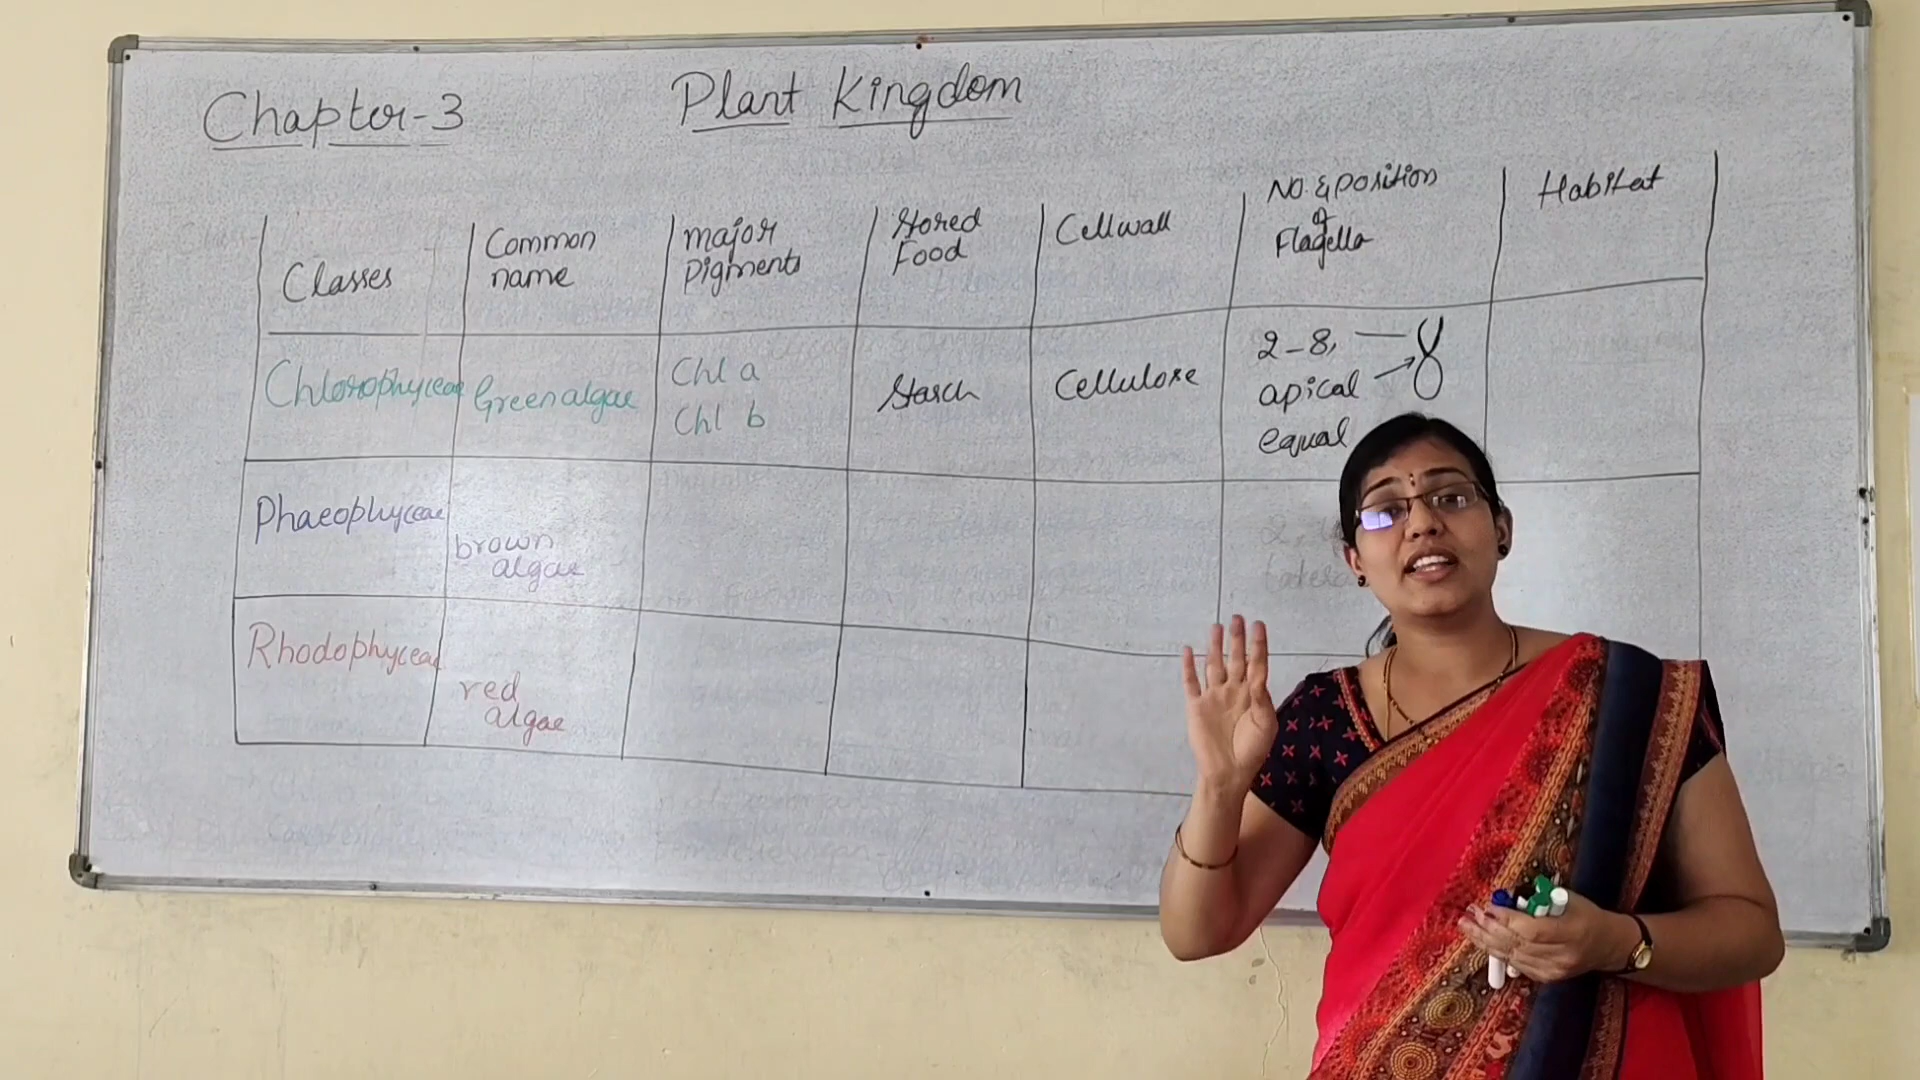 Chapter-3
Plant Kingdom
Classes
Common
name
major
pigments
Stored
Food
Cellwall
No. & position
of
Flagella
Habitat
Chlorophyceae
Green algae
Chl a
Chl b
Starch
Cellulose
2-8,
apical
equal
Phaeophyceae
brown
algae
Rhodophyceae
red
algae